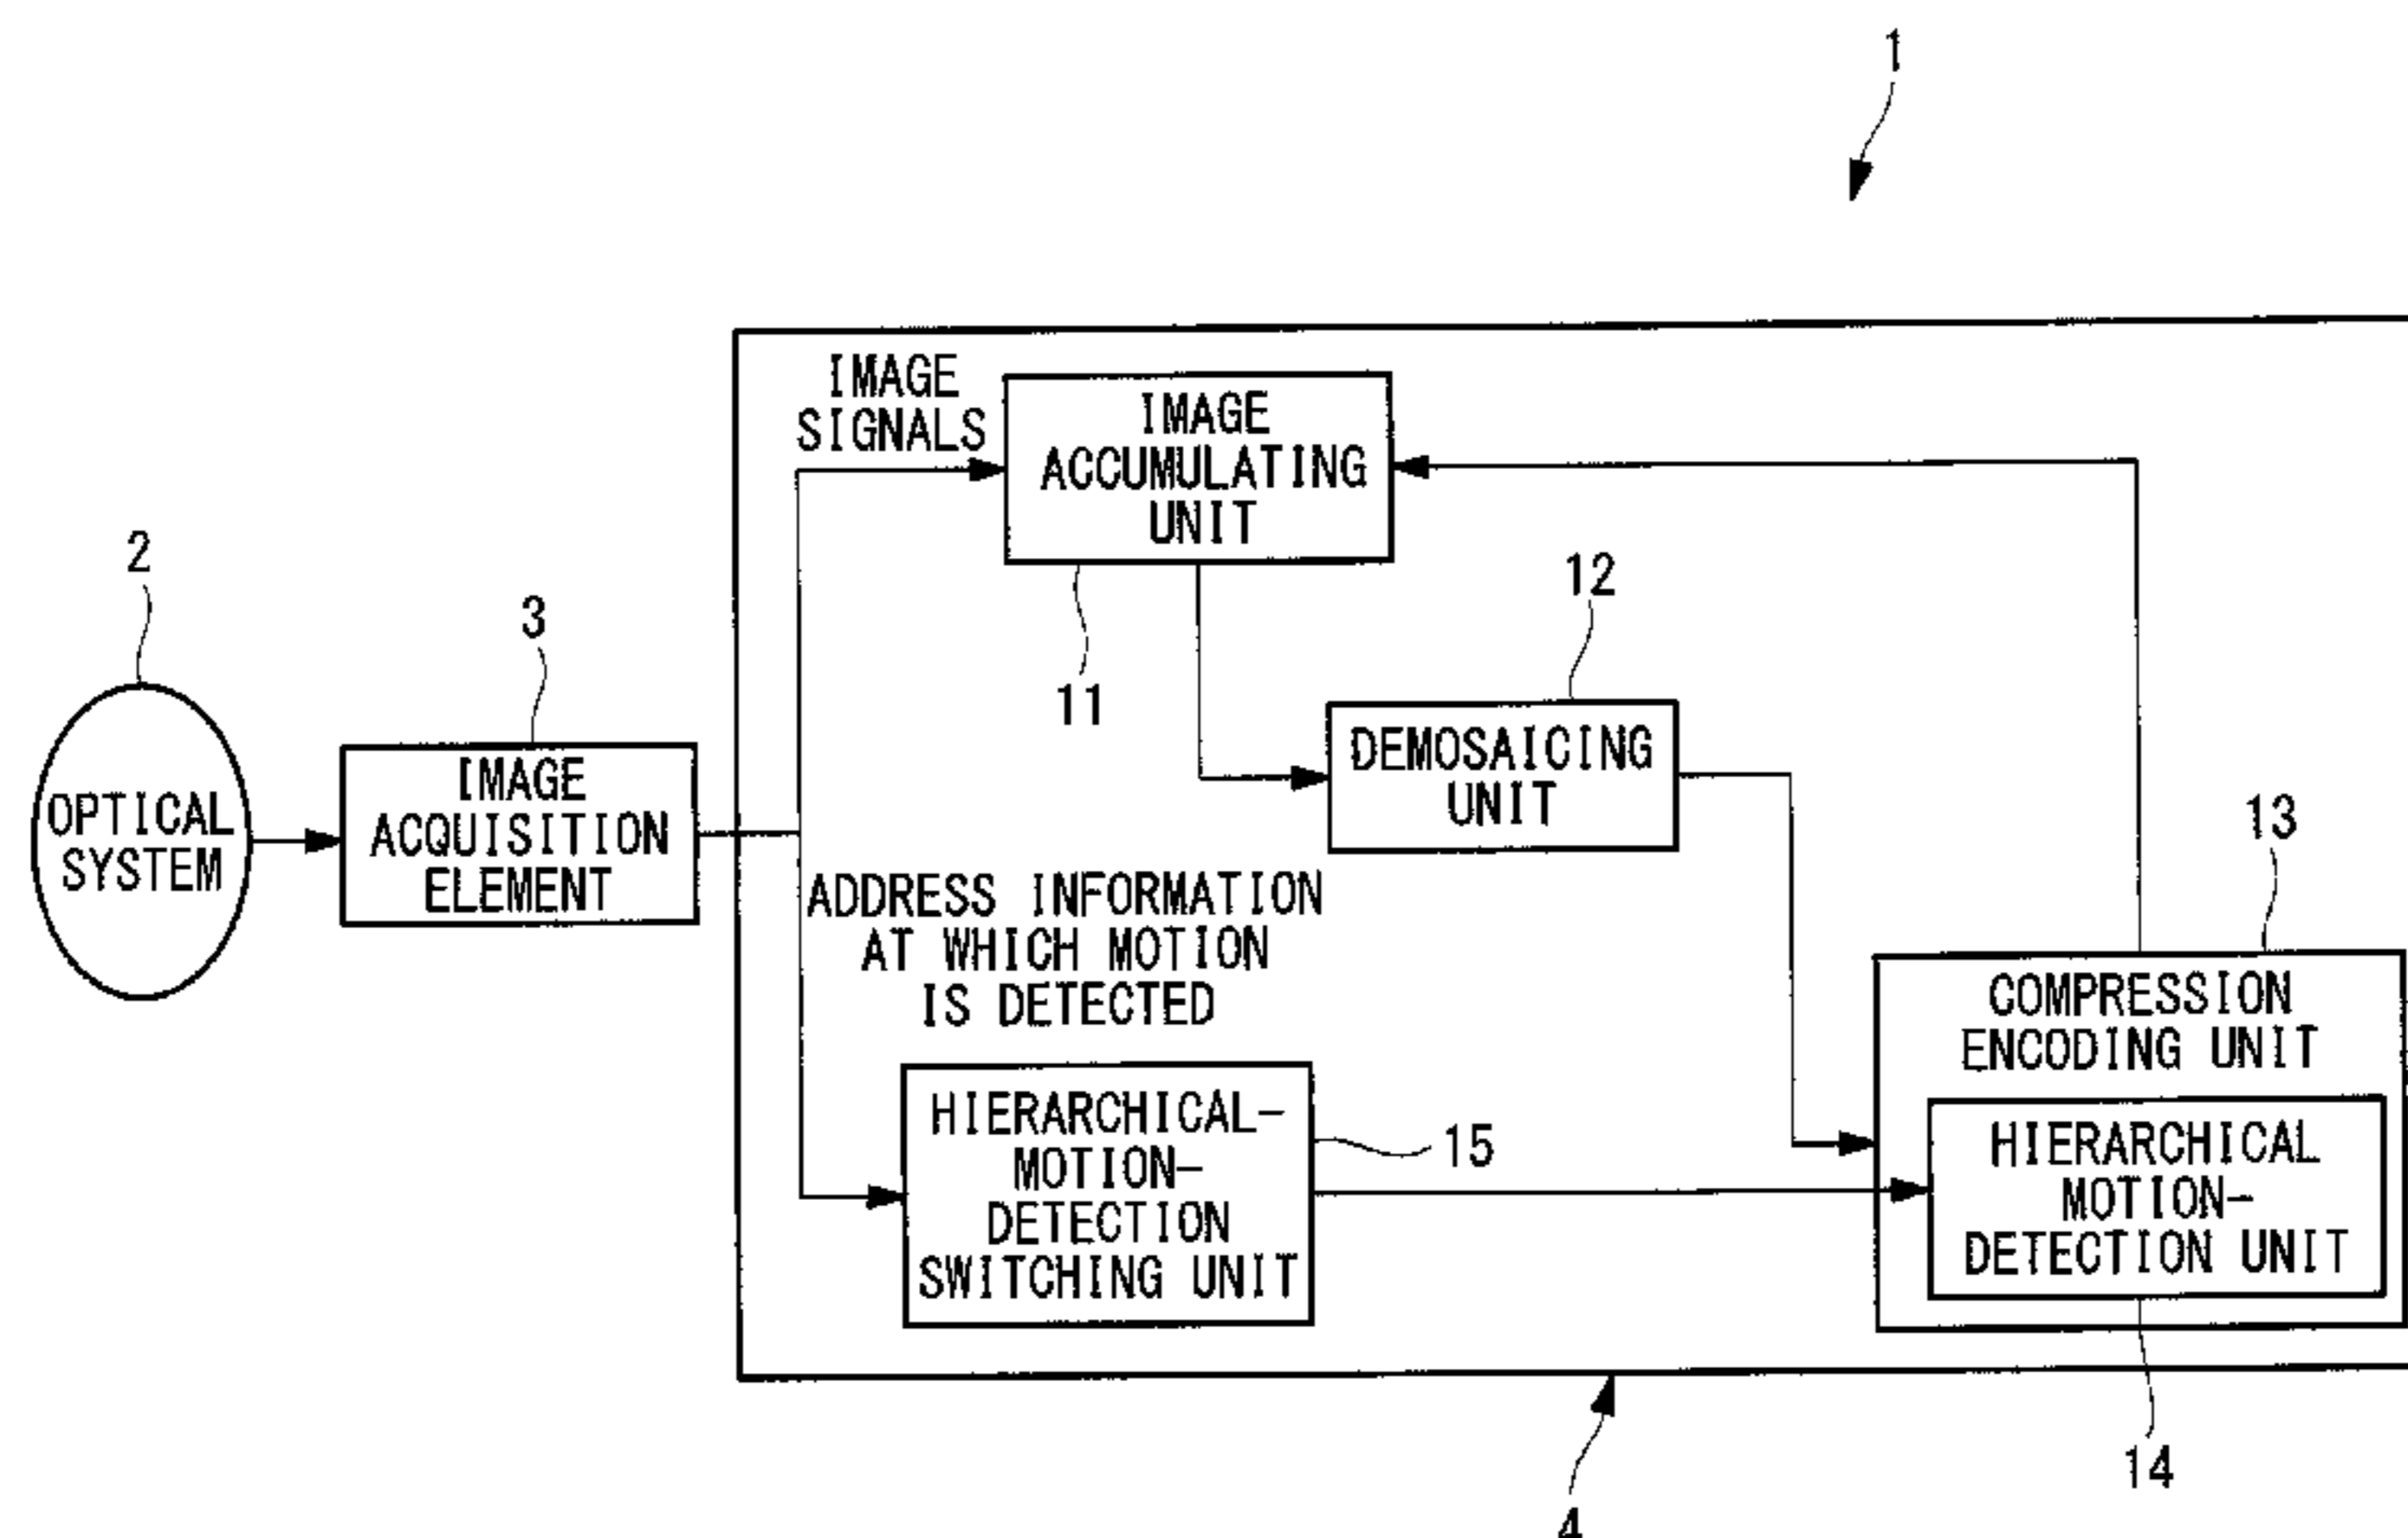 1
IMAGE
SIGNALS
IMAGE
ACCUMULATING
UNIT
2
3
11
12
OPTICAL
SYSTEM
IMAGE
ACQUISITION
ELEMENT
DEMOSAICING
UNIT
13
ADDRESS INFORMATION
AT WHICH MOTION
IS DETECTED
COMPRESSION
ENCODING UNIT
HIERARCHICAL-
MOTION-
DETECTION
SWITCHING UNIT
15
HIERARCHICAL
MOTION-
DETECTION UNIT
14
4